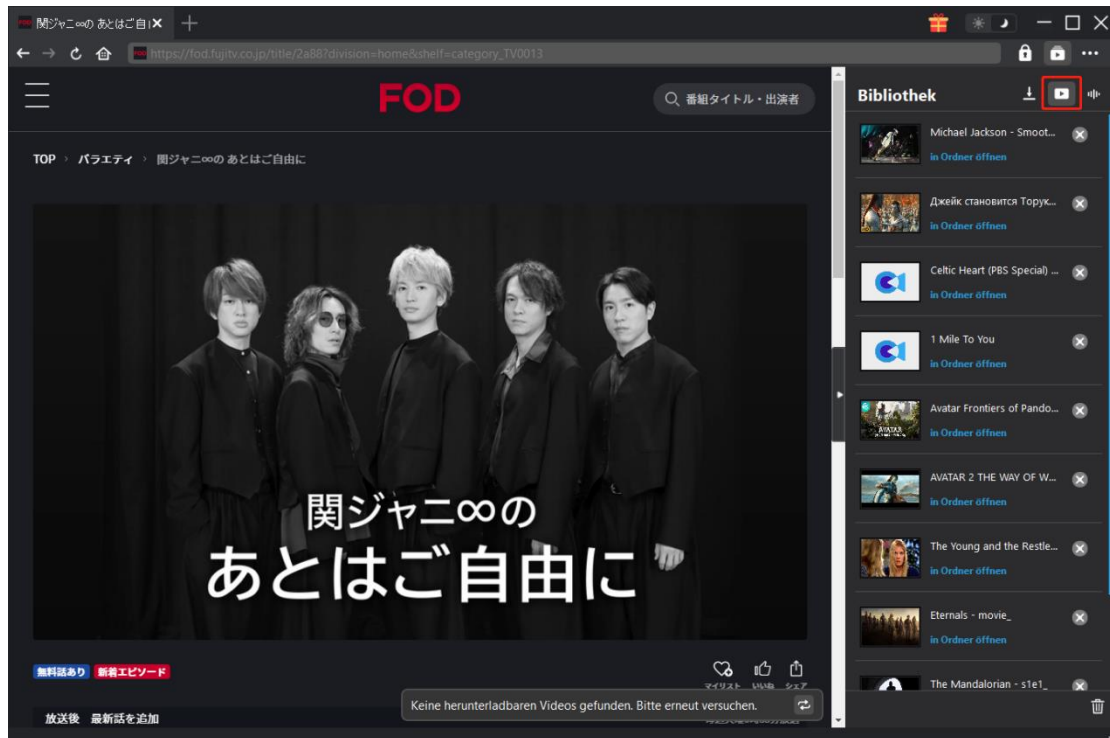 FOD 関ジャニ∞の あとはご自
https://fod.fujitv.co.jp/title/2a88?division=home&shelf=category_TV0013
FOD
番組タイトル・出演者
TOP › バラエティ › 関ジャニ∞の あとはご自由に
関ジャニ∞の
あとはご自由に
無料話あり 新着エピソード
マイリスト いいね シェア
放送後 最新話を追加
Keine herunterladbaren Videos gefunden. Bitte erneut versuchen.
Bibliothek
Michael Jackson - Smoot...
in Ordner öffnen
Джейк становится Торук...
in Ordner öffnen
Celtic Heart (PBS Special) ...
in Ordner öffnen
1 Mile To You
in Ordner öffnen
Avatar Frontiers of Pando...
in Ordner öffnen
AVATAR 2 THE WAY OF W...
in Ordner öffnen
The Young and the Restle...
in Ordner öffnen
Eternals - movie_
in Ordner öffnen
The Mandalorian - s1e1_